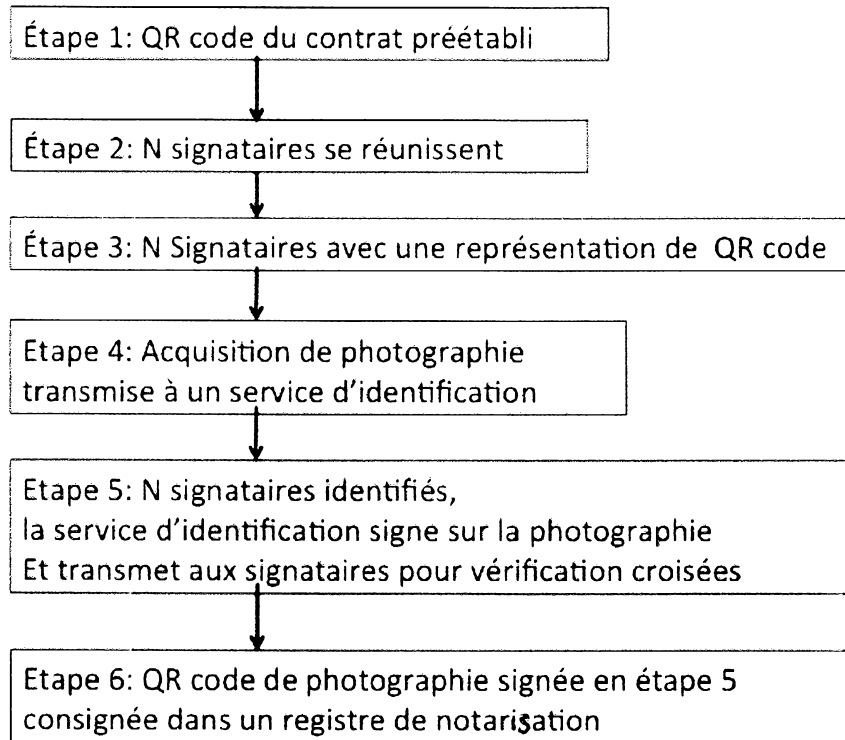 Étape 1: QR code du contrat préétabli
Étape 2: N signataires se réunissent
Étape 3: N Signataires avec une représentation de QR code
Etape 4: Acquisition de photographie
transmise à un service d'identification
Etape 5: N signataires identifiés,
la service d'identification signe sur la photographie
Et transmet aux signataires pour vérification croisées
Etape 6: QR code de photographie signée en étape 5
consignée dans un registre de notarisation